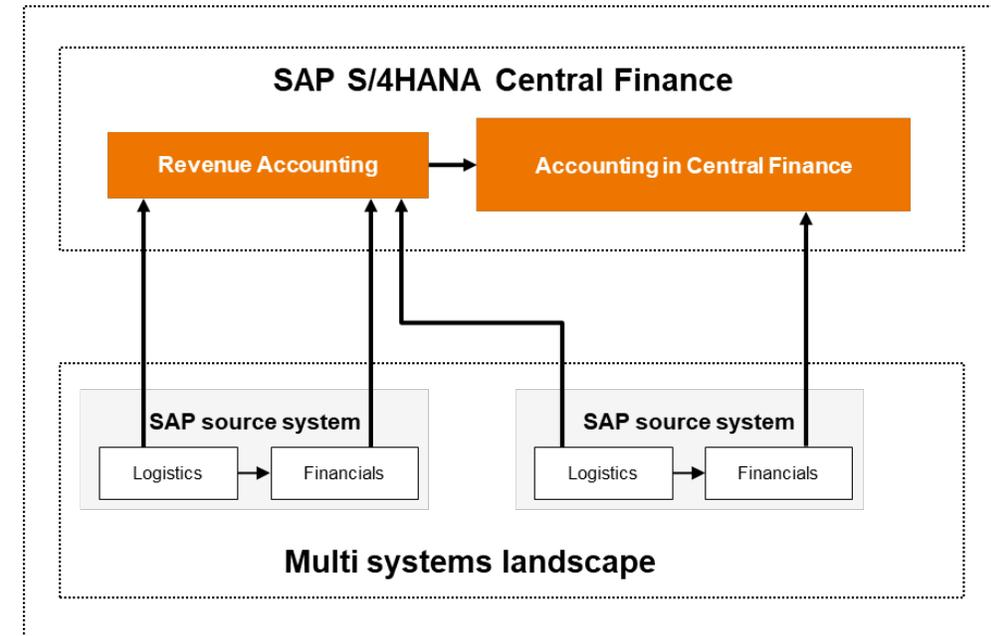 SAP S/4HANA Central Finance
Revenue Accounting
Accounting in Central Finance
SAP source system
Logistics
Financials
SAP source system
Logistics
Financials
Multi systems landscape